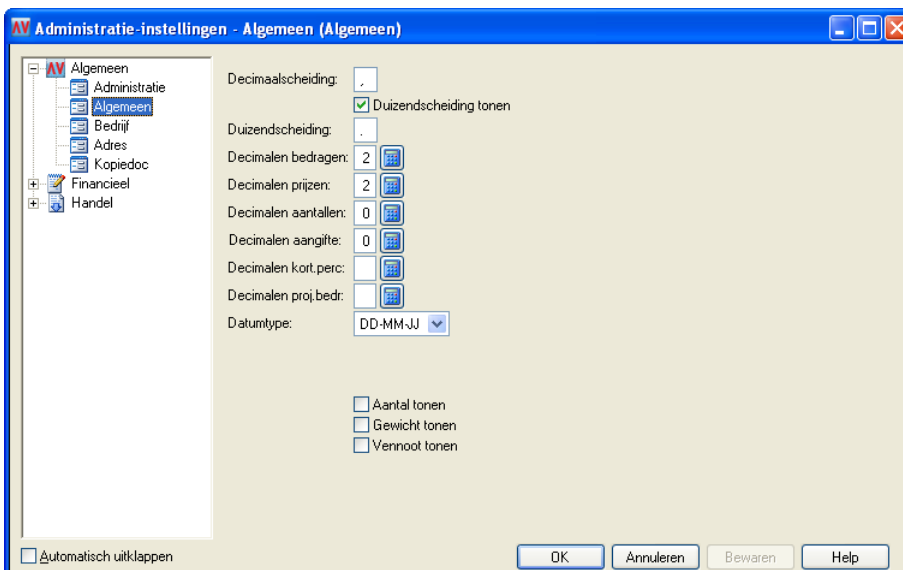 AV Administratie-instellingen - Algemeen (Algemeen)
AV Algemeen
Administratie
Algemeen
Bedrijf
Adres
Kopiedoc
Financieel
Handel
Decimaalscheiding: ,
Duizendscheiding tonen
Duizendscheiding: .
Decimalen bedragen: 2
Decimalen prijzen: 2
Decimalen aantallen: 0
Decimalen aangifte: 0
Decimalen kort.perc:
Decimalen proj.bedr:
Datumtype: DD-MM-JJ
Aantal tonen
Gewicht tonen
Vennoot tonen
Automatisch uitklappen
OK Annuleren Bewaren Help